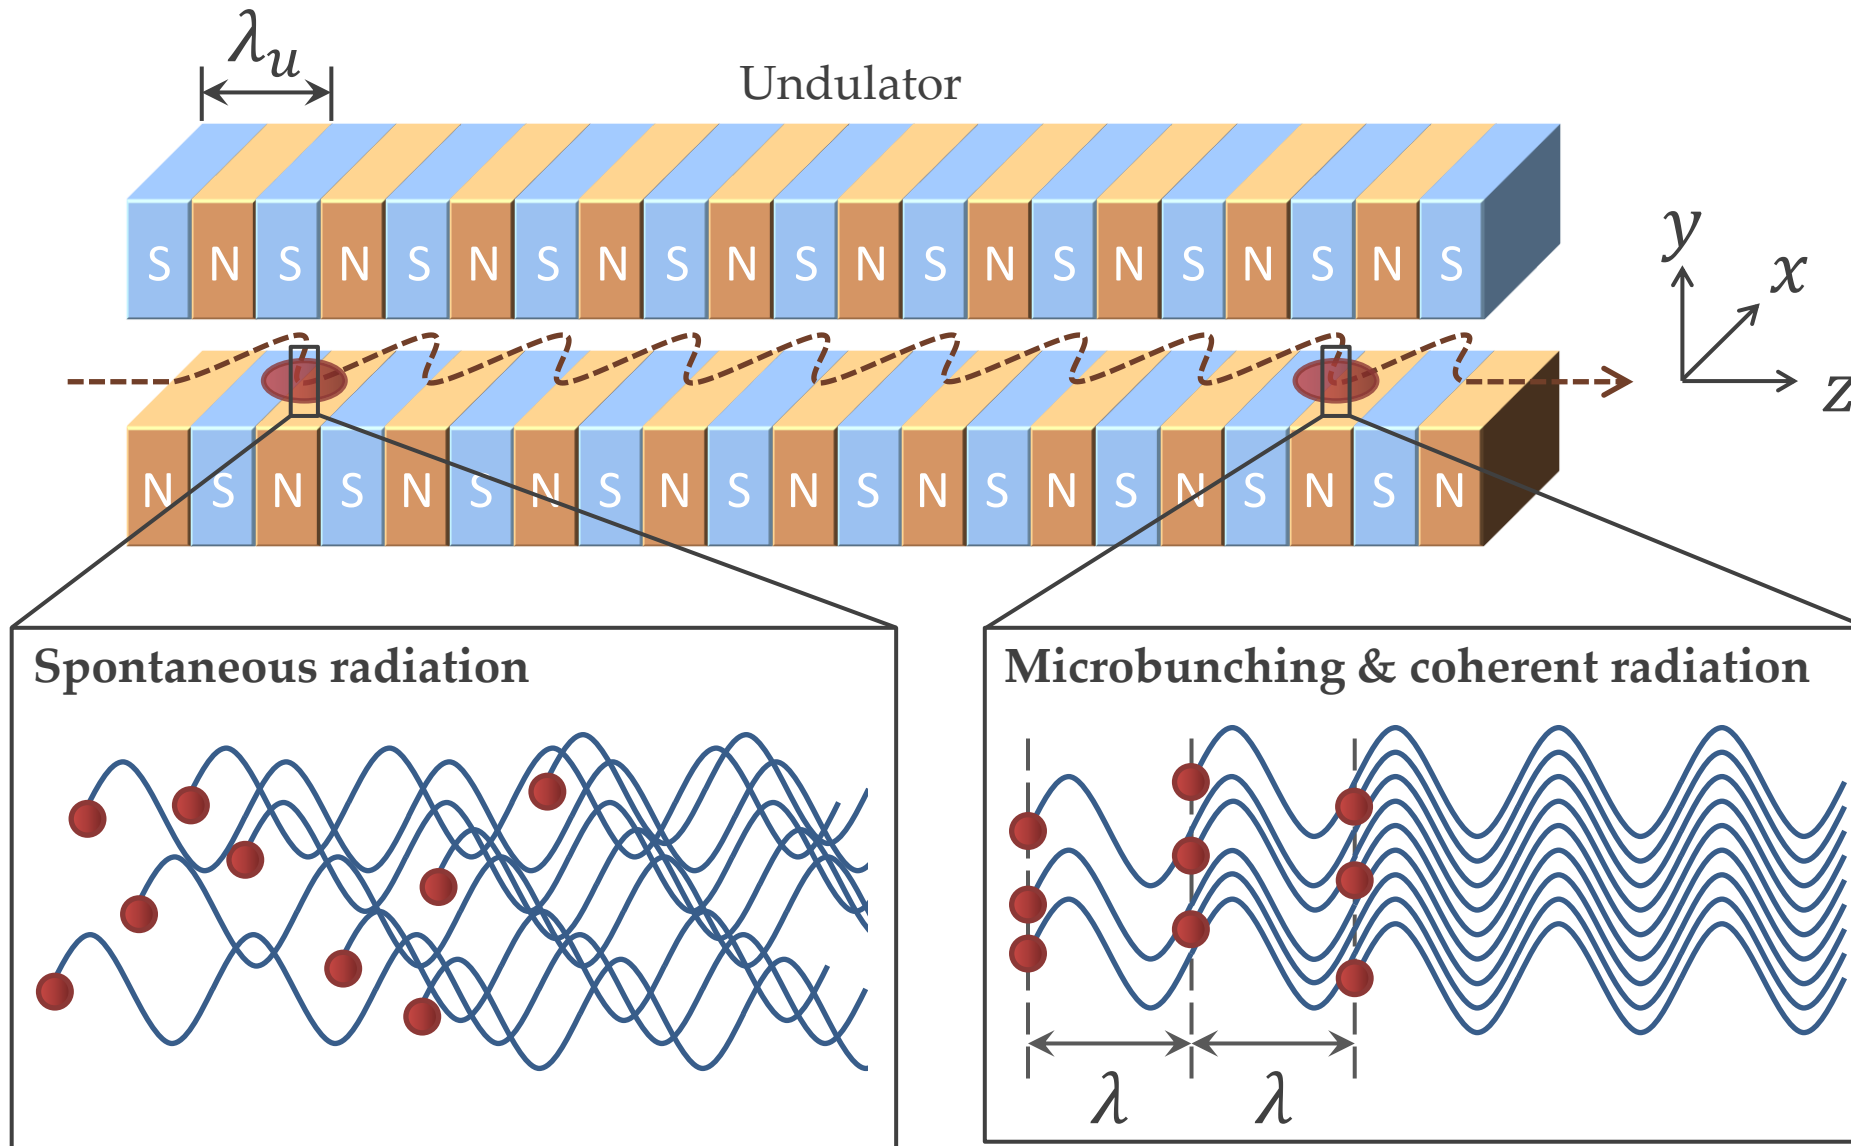 λu
Undulator
S N S N S N S N S N S N S N S N S N S N S
y
x
z
N S N S N S N S N S N S N S N S N S N S N
Spontaneous radiation
Microbunching & coherent radiation
λ λ